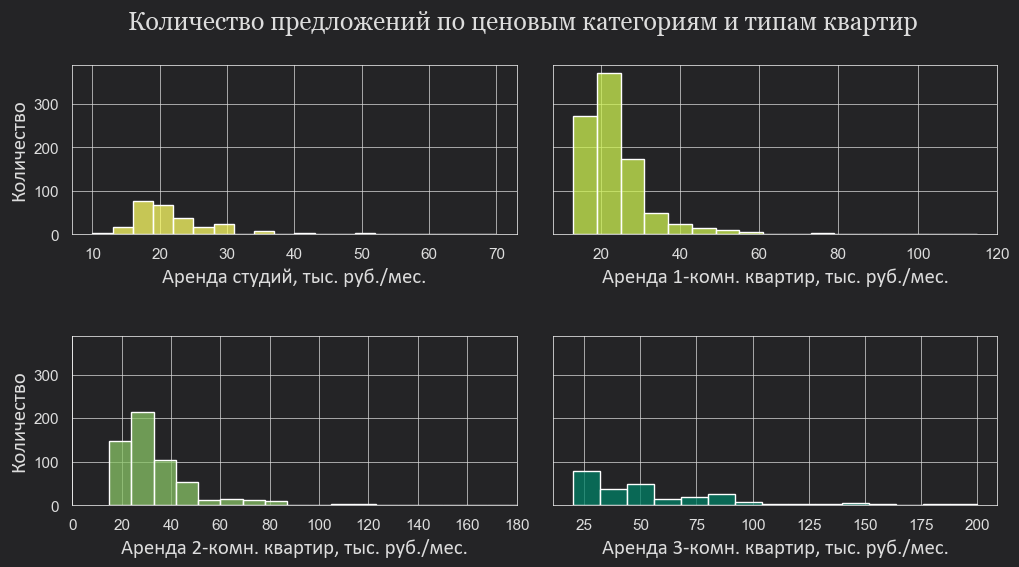 Количество предложений по ценовым категориям и типам квартир
Количество
300
200
100
0
10 20 30 40 50 60 70
Аренда студий, тыс. руб./мес.
20 40 60 80 100 120
Аренда 1-комн. квартир, тыс. руб./мес.
Количество
300
200
100
0
0 20 40 60 80 100 120 140 160 180
Аренда 2-комн. квартир, тыс. руб./мес.
25 50 75 100 125 150 175 200
Аренда 3-комн. квартир, тыс. руб./мес.